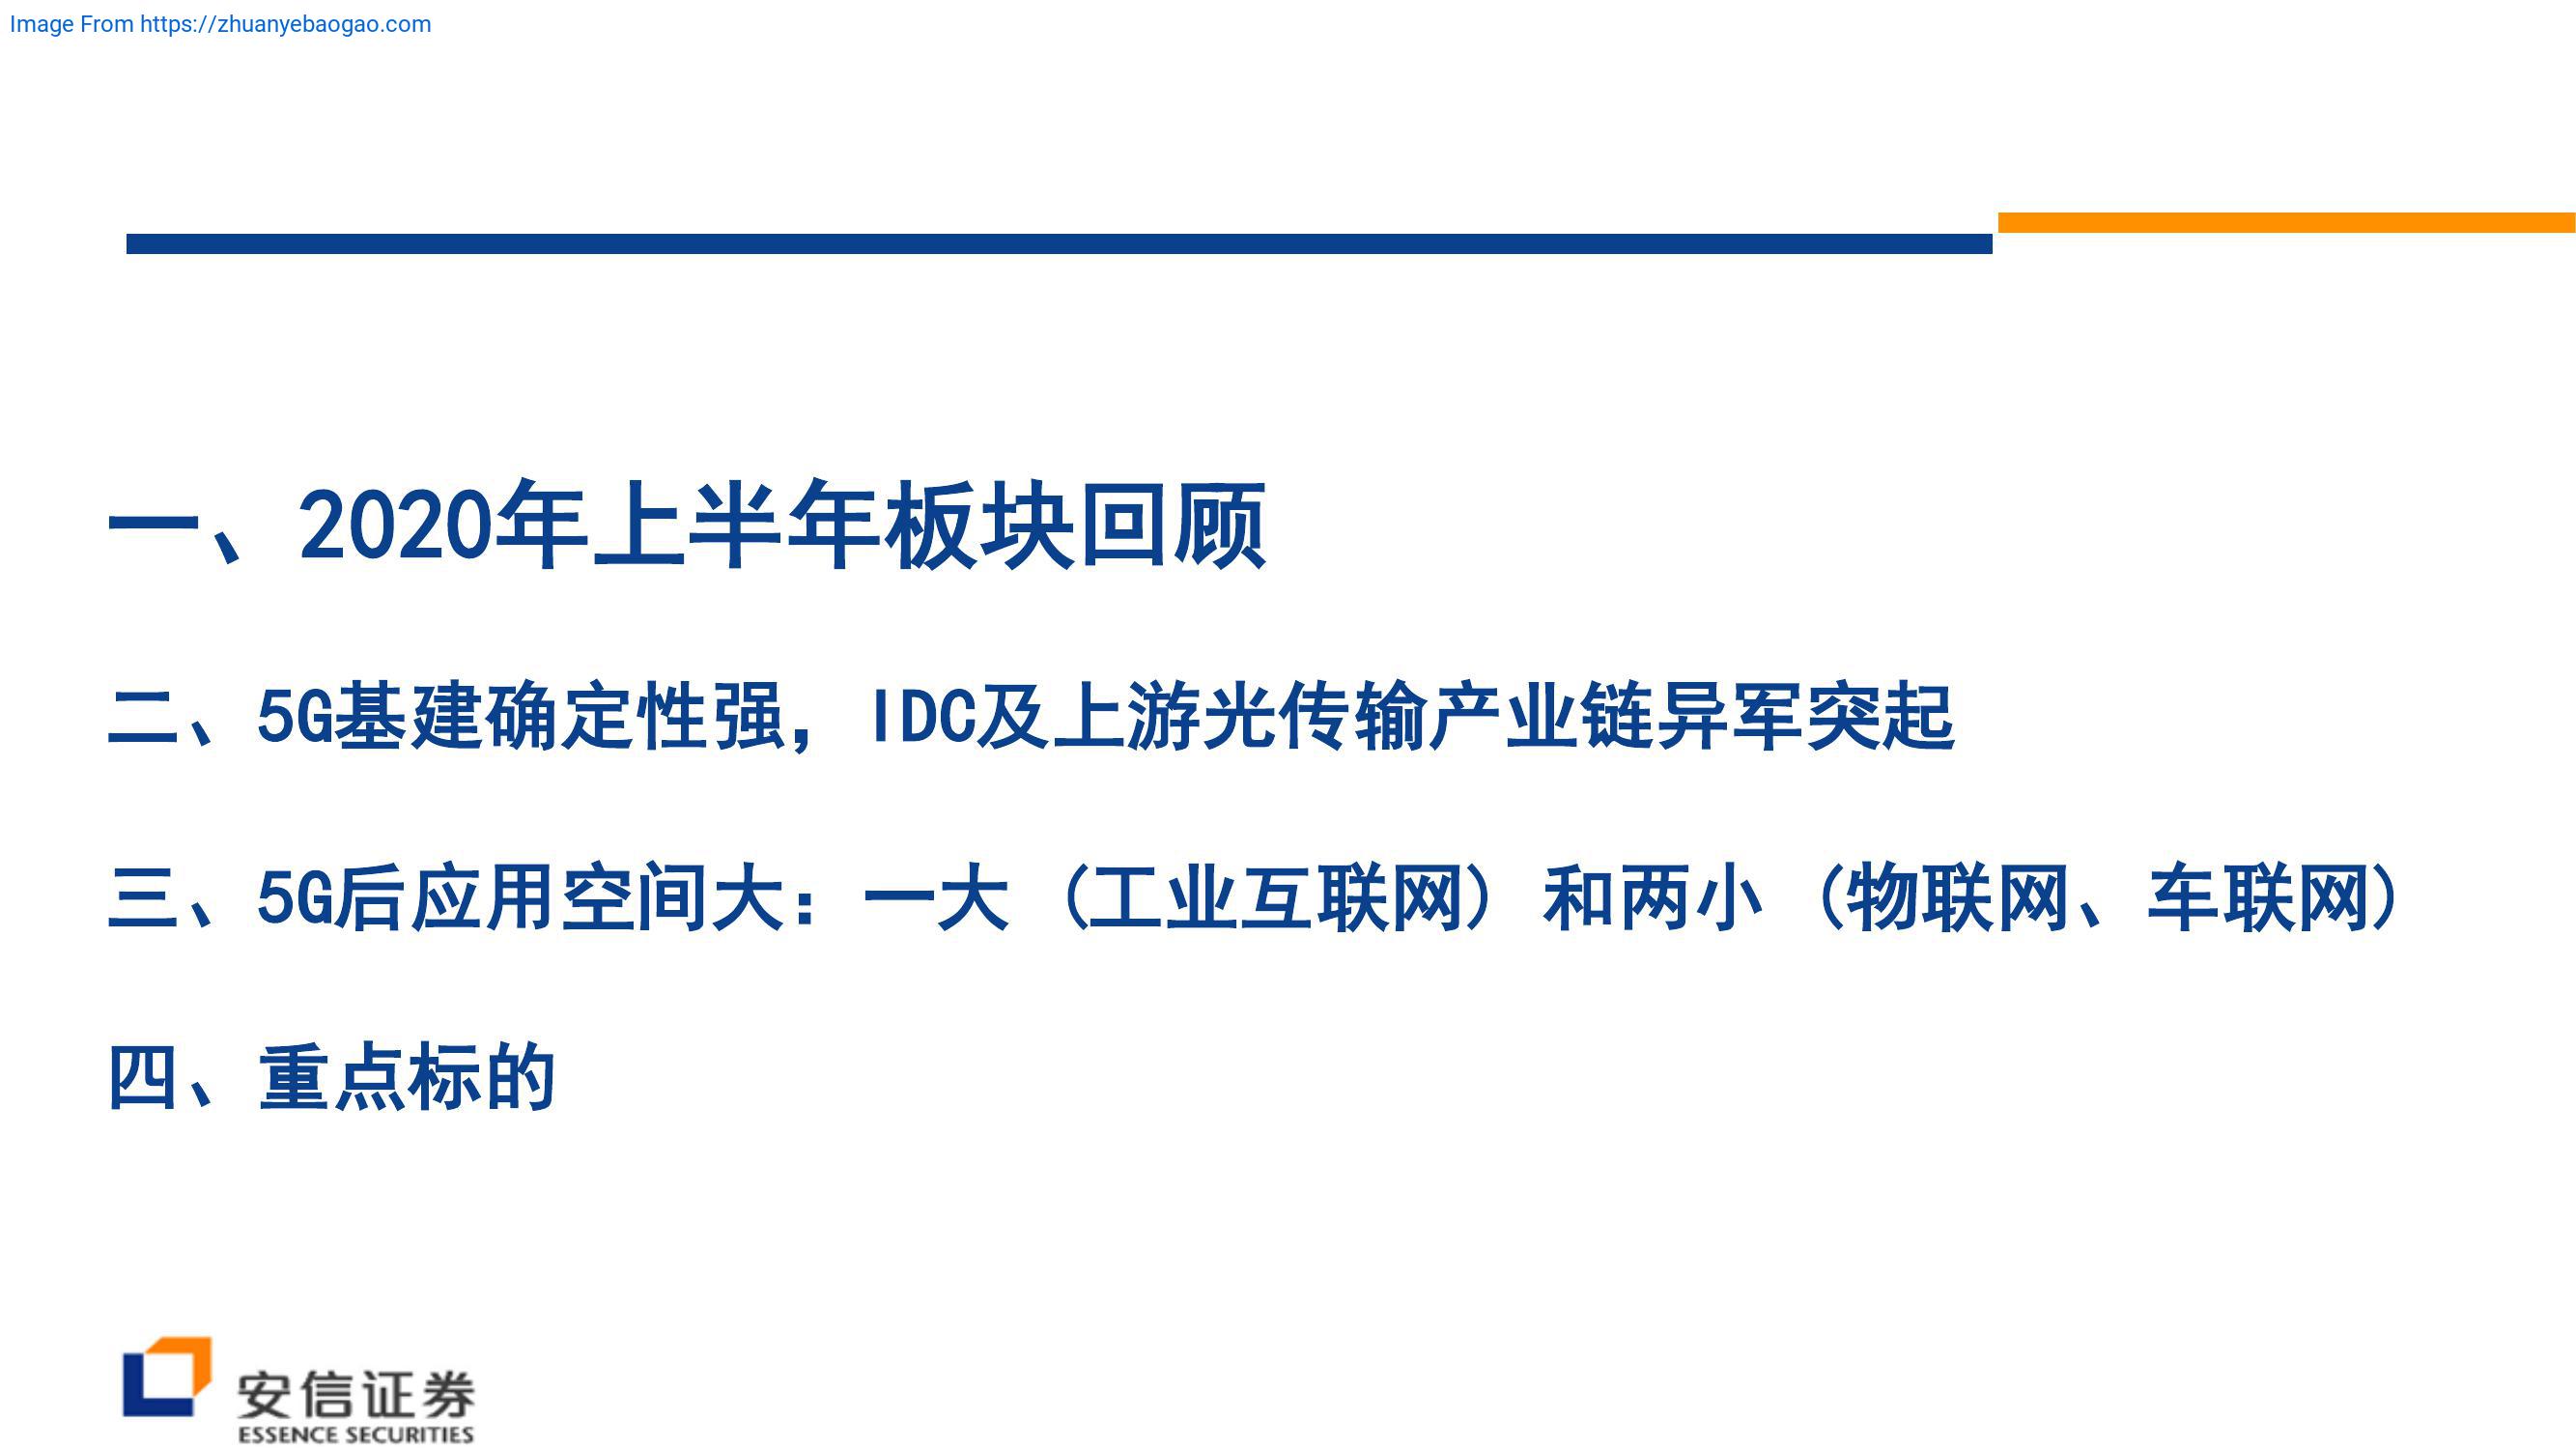 Image From https://zhuanyebaogao.com
一、2020年上半年板块回顾
二、5G基建确定性强，IDC及上游光传输产业链异军突起
三、5G后应用空间大：一大（工业互联网）和两小（物联网、车联网）
四、重点标的
安信证券
ESSENCE SECURITIES